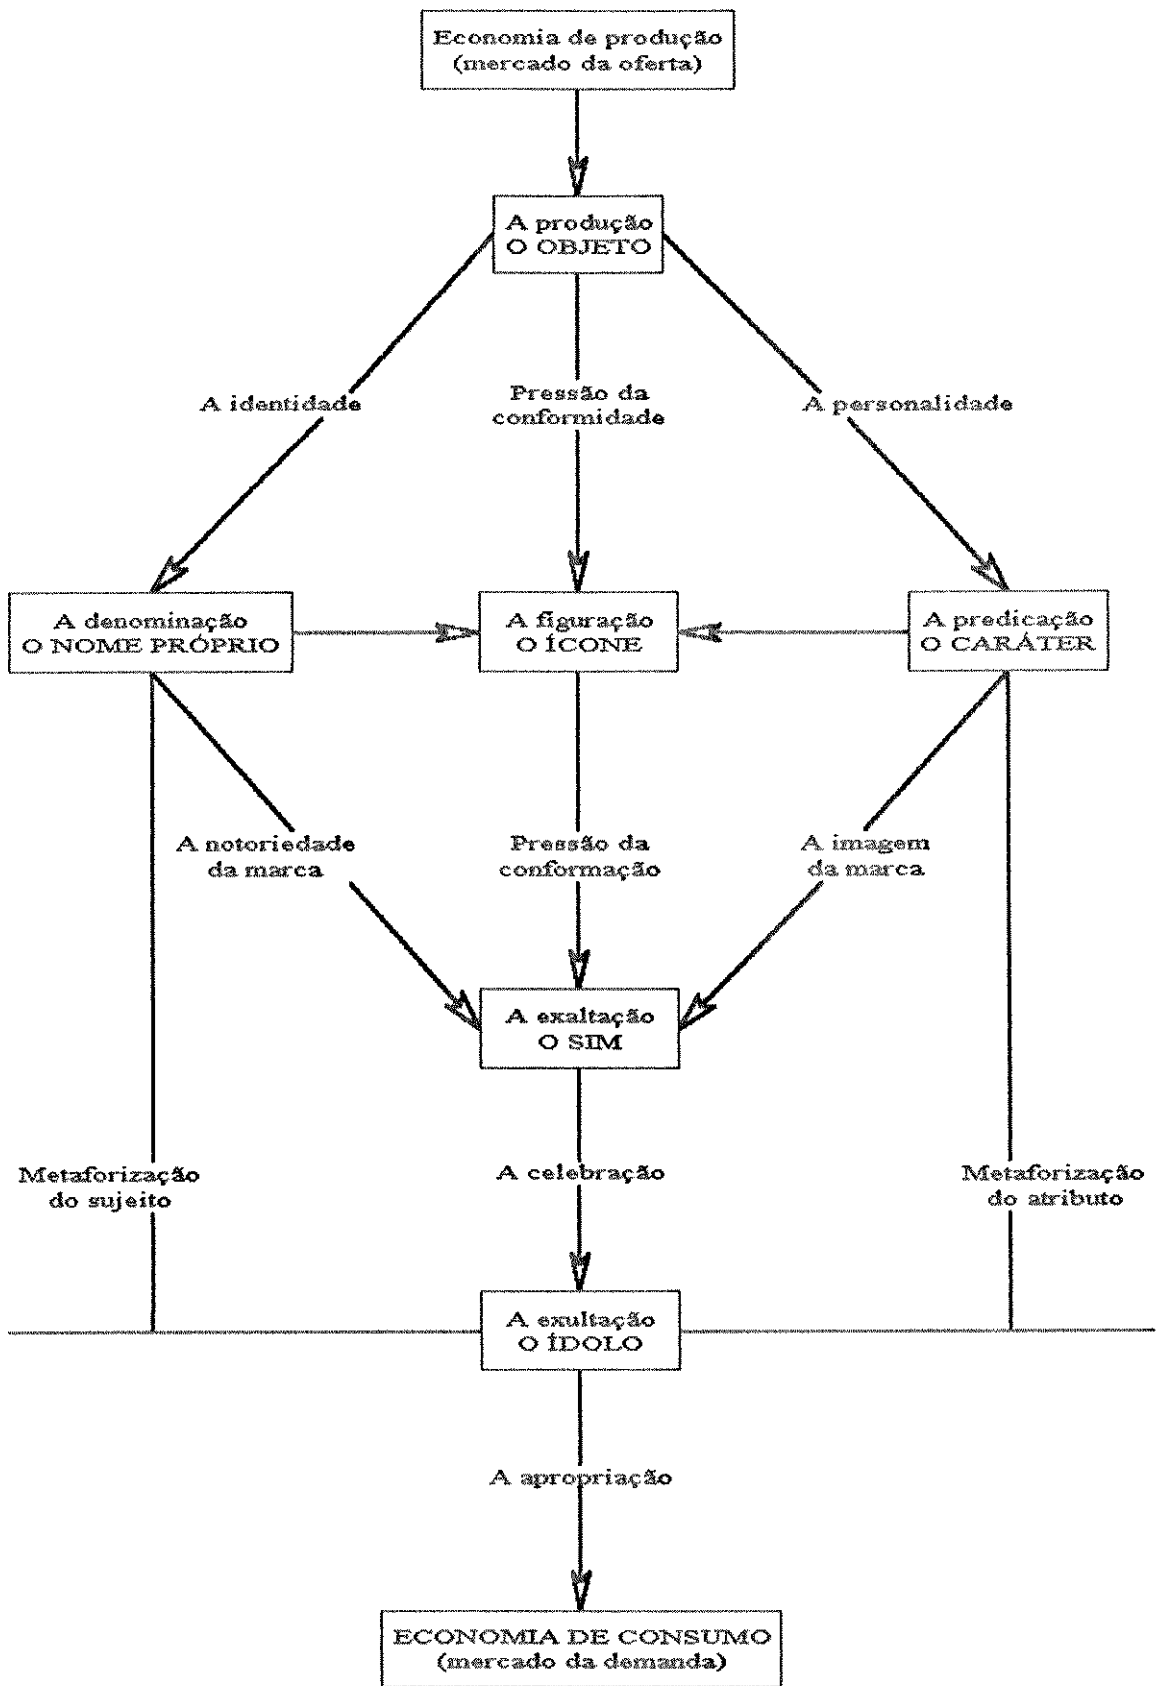 Economia de produção
(mercado da oferta)
A produção
O OBJETO
A identidade
Pressão da
conformidade
A personalidade
A denominação
O NOME PRÓPRIO
A figuração
O ÍCONE
A predicação
O CARÁTER
A notoriedade
da marca
Pressão da
conformação
A imagem
da marca
A exaltação
O SIM
Metaforização
do sujeito
A celebração
Metaforização
do atributo
A exultação
O ÍDOLO
A apropriação
ECONOMIA DE CONSUMO
(mercado da demanda)